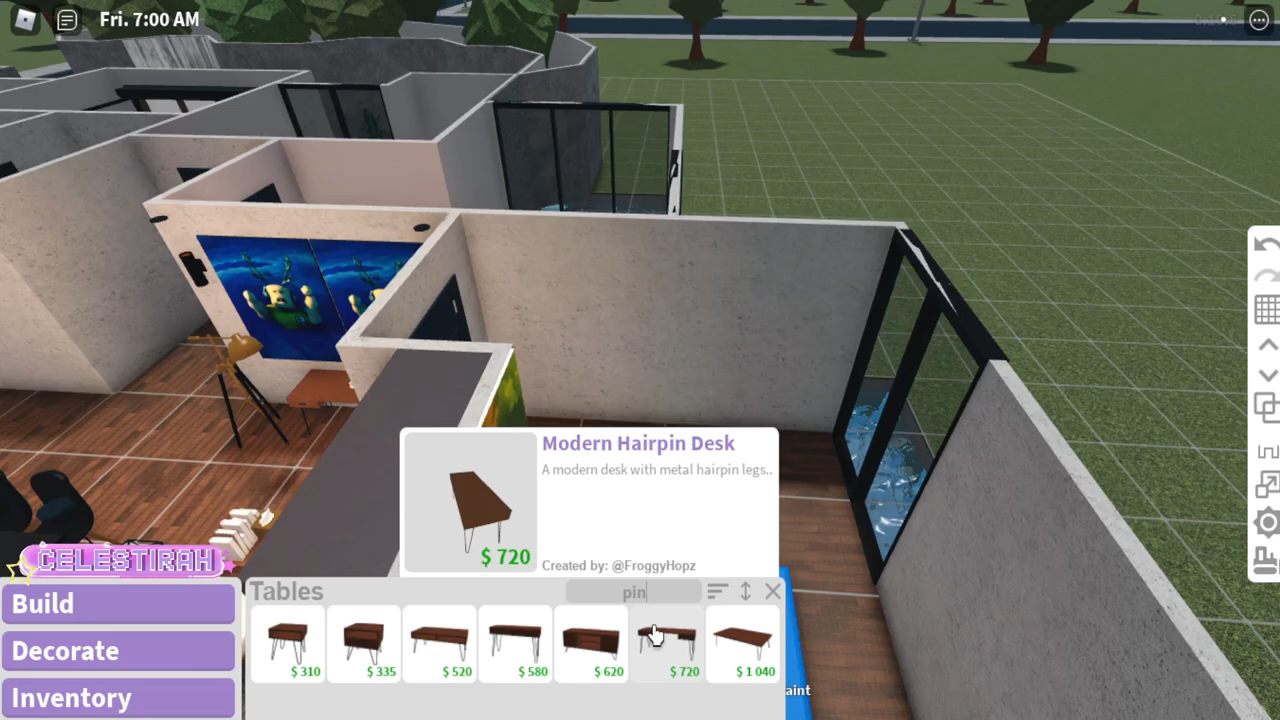 Fri. 7:00 AM
Modern Hairpin Desk
A modern desk with metal hairpin legs..
$ 720
Created by: @FroggyHopz
CELESTIRAH
Build
Decorate
Inventory
Tables
pin
$ 310
$ 335
$ 520
$ 580
$ 620
$ 720
$ 1 040
aint